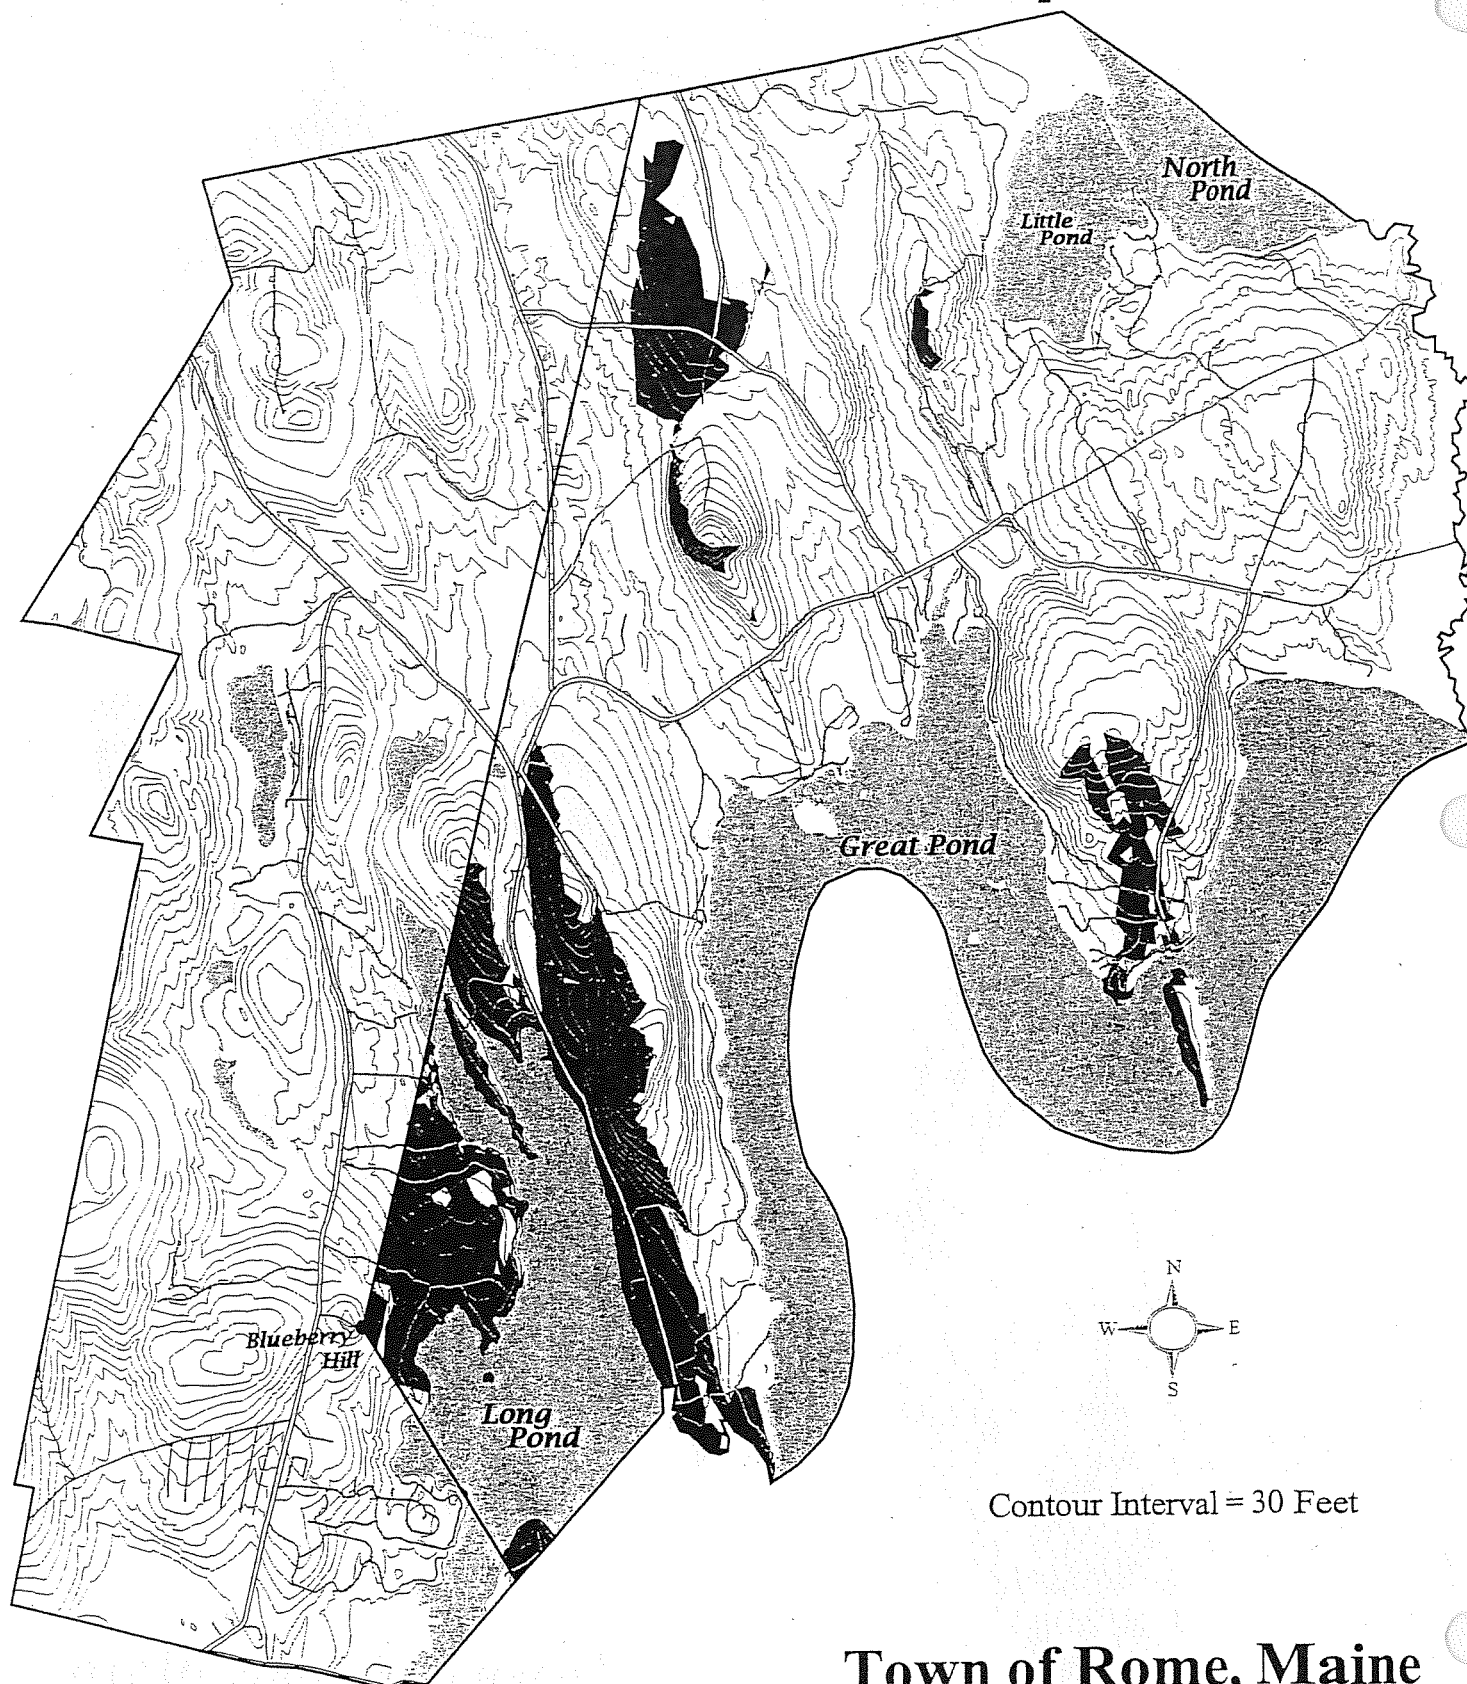 North
Pond
Little
Pond
Great Pond
Blueberry
Hill
Long
Pond
N
W
E
S
Contour Interval = 30 Feet
Town of Rome, Maine